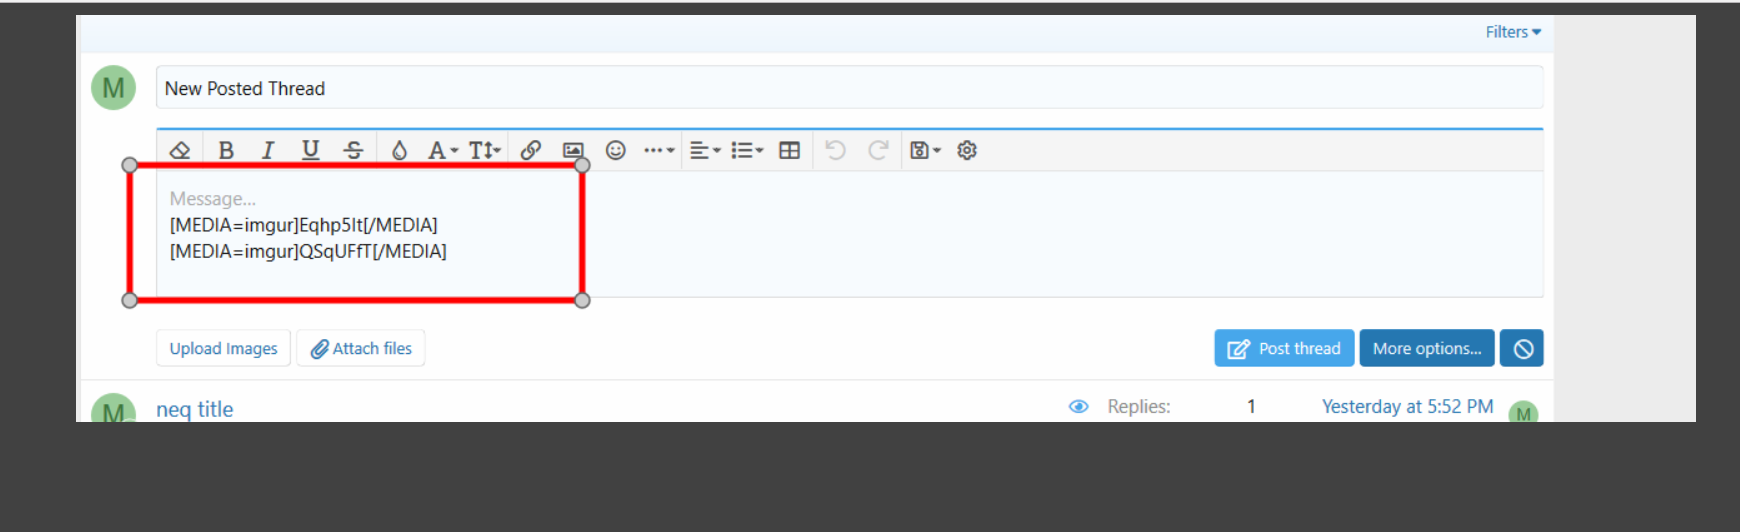 Filters
M
New Posted Thread
B I U S A T
Message...
[MEDIA=imgur]Eqhp5It[/MEDIA]
[MEDIA=imgur]QSqUFfT[/MEDIA]
Upload Images
Attach files
Post thread
More options...
M
neq title
Replies:
1
Yesterday at 5:52 PM
M